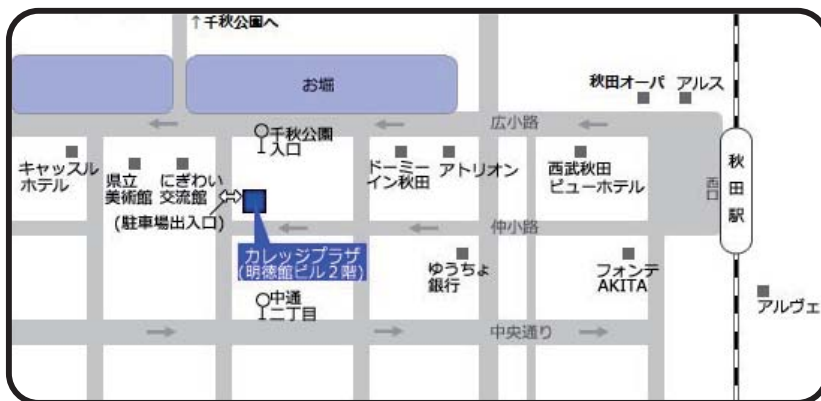 ↑千秋公園へ
お堀
秋田オーパ
アルス
広小路
千秋公園
入口
キャッスル
ホテル
県立
美術館
にぎわい
交流館
(駐車場出入口)
ドーミー
イン秋田
アトリオン
西武秋田
ビューホテル
西口
秋田駅
仲小路
カレッジプラザ
(明徳館ビル2階)
ゆうちょ
銀行
フォンテ
AKITA
アルヴェ
中通
二丁目
中央通り